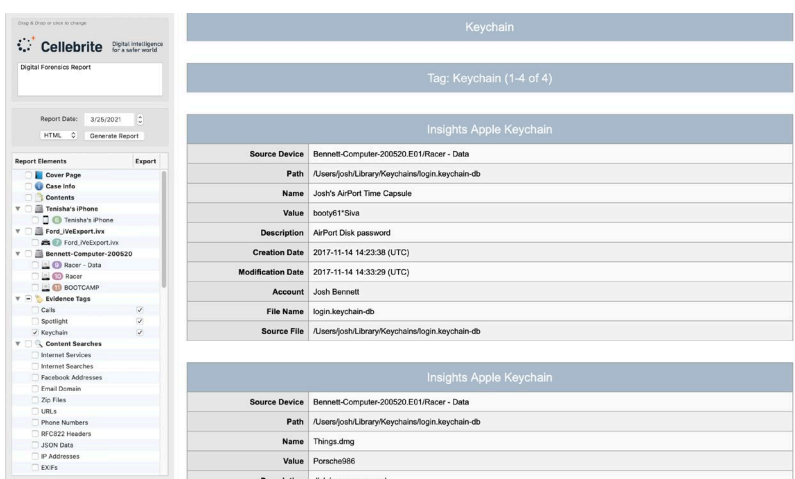 Drag & Drop or click to change
Cellebrite
Digital Intelligence
for a safer world
Digital Forensics Report
Report Date: 3/25/2021
HTML Generate Report
Report Elements Export
Cover Page
Case Info
Contents
Tenisha's iPhone
6 Tenisha's iPhone
Ford_iVeExport.ivx
7 Ford_iVeExport.ivx
Bennett-Computer-200520
9 Racer - Data
10 Racer
11 BOOTCAMP
Evidence Tags
Calls
Spotlight
Keychain
Content Searches
Internet Services
Internet Searches
Facebook Addresses
Email Domain
Zip Files
URLs
Phone Numbers
RFC822 Headers
JSON Data
IP Addresses
EXIFs
Keychain
Tag: Keychain (1-4 of 4)
Insights Apple Keychain
Source Device Bennett-Computer-200520.E01/Racer - Data
Path /Users/josh/Library/Keychains/login.keychain-db
Name Josh's AirPort Time Capsule
Value booty61*Siva
Description AirPort Disk password
Creation Date 2017-11-14 14:23:38 (UTC)
Modification Date 2017-11-14 14:33:29 (UTC)
Account Josh Bennett
File Name login.keychain-db
Source File /Users/josh/Library/Keychains/login.keychain-db
Insights Apple Keychain
Source Device Bennett-Computer-200520.E01/Racer - Data
Path /Users/josh/Library/Keychains/login.keychain-db
Name Things.dmg
Value Porsche986